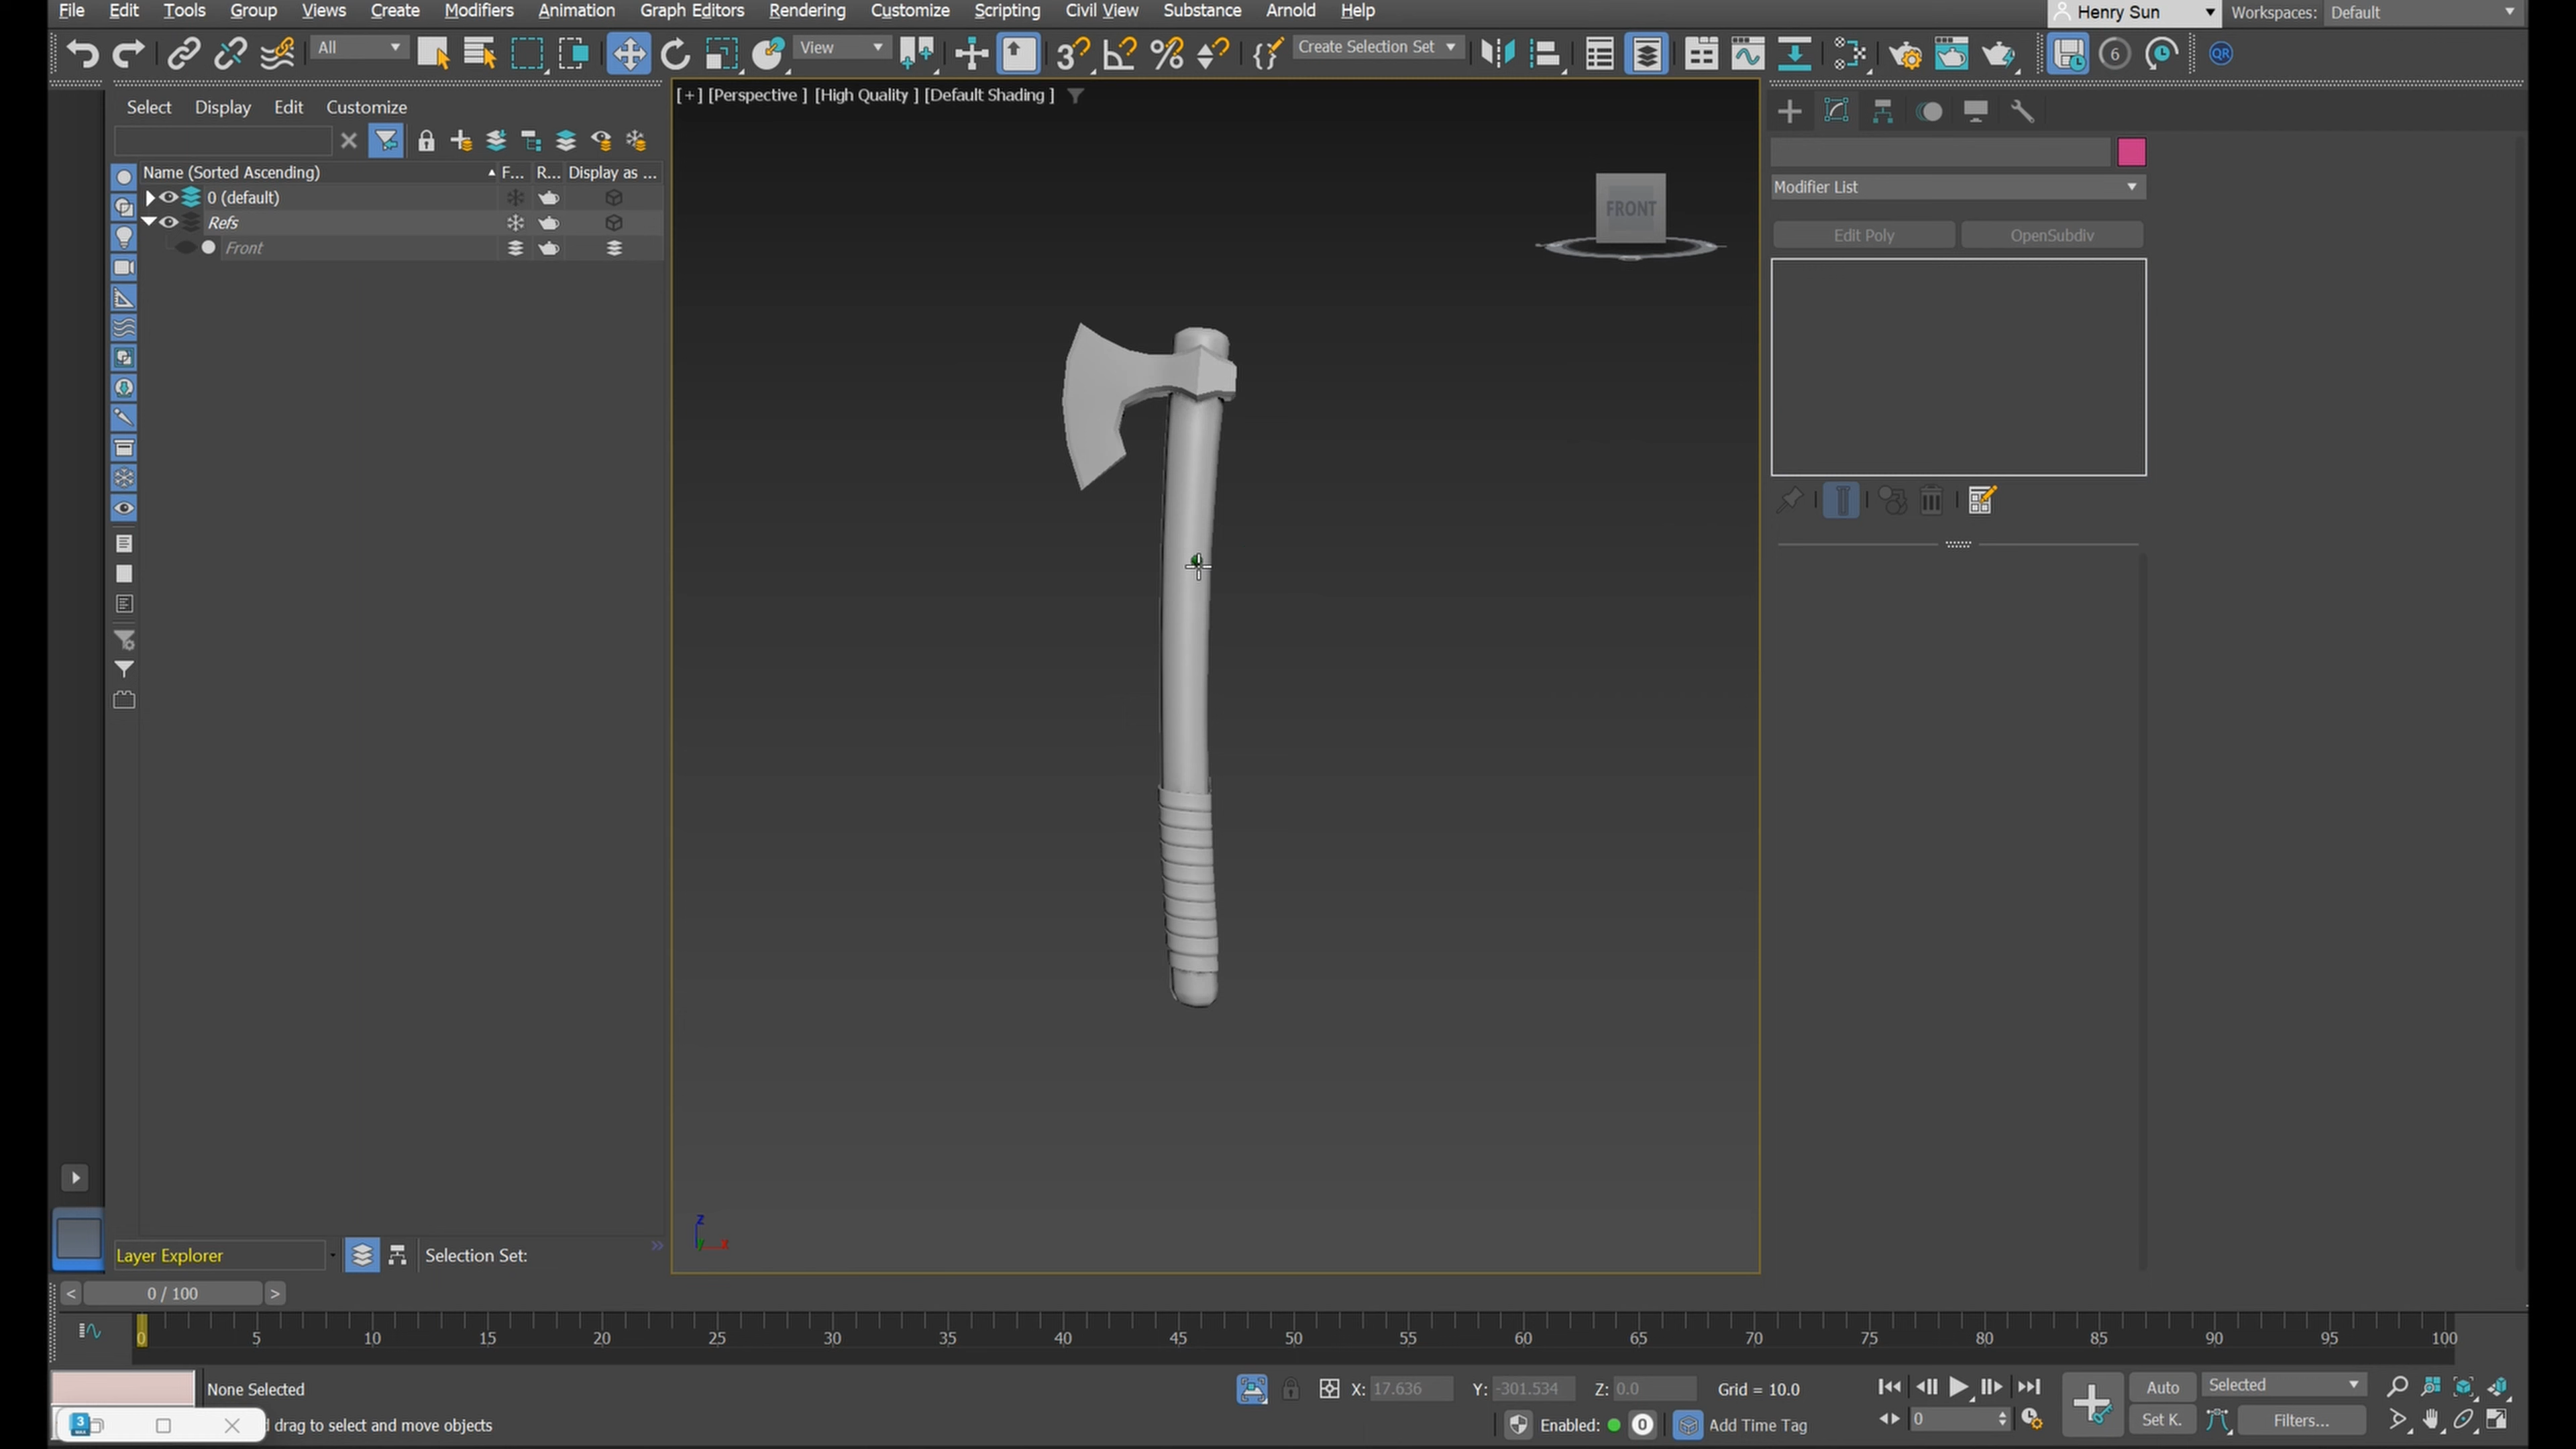 File Edit Tools Group Views Create Modifiers Animation Graph Editors Rendering Customize Scripting Civil View Substance Arnold Help Henry Sun Workspaces: Default
All View Create Selection Set 6 QR
Select Display Edit Customize
[+] [Perspective ] [High Quality ] [Default Shading ]
Name (Sorted Ascending) F... R... Display as ...
Modifier List
0 (default)
FRONT
Refs
Edit Poly OpenSubdiv
Front
z
y x
Layer Explorer Selection Set:
< 0 / 100 >
0 5 10 15 20 25 30 35 40 45 50 55 60 65 70 75 80 85 90 95 100
None Selected X: 17.636 Y: -301.534 Z: 0.0 Grid = 10.0 Auto Selected
drag to select and move objects Enabled: 0 Add Time Tag 0 Set K. Filters...